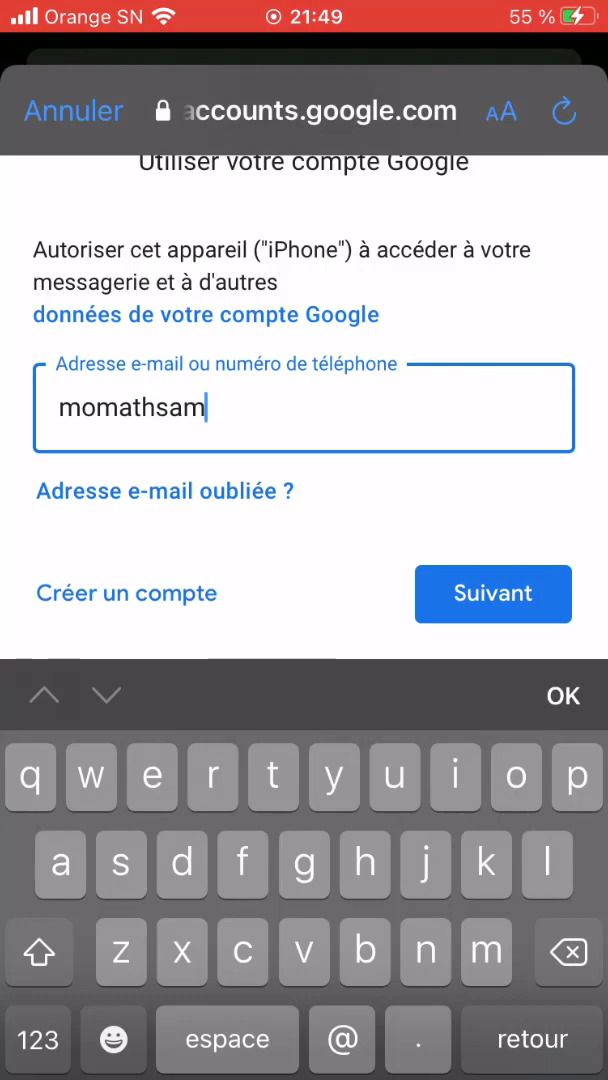 Orange SN 21:49 55 %
Annuler accounts.google.com AA
Utiliser votre compte Google
Autoriser cet appareil ("iPhone") à accéder à votre
messagerie et à d'autres
données de votre compte Google
Adresse e-mail ou numéro de téléphone
momathsam
Adresse e-mail oubliée ?
Créer un compte Suivant
OK
q w e r t y u i o p
a s d f g h j k l
z x c v b n m
123 espace @ . retour